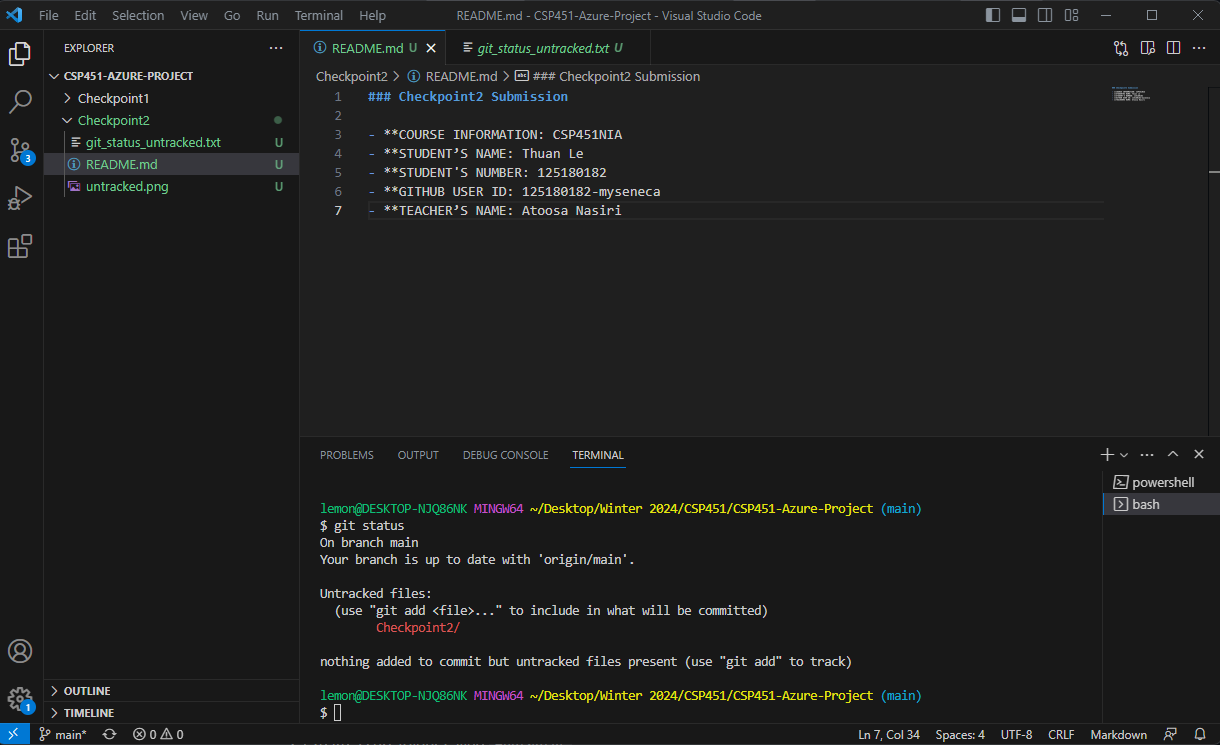 File Edit Selection View Go Run Terminal Help README.md - CSP451-Azure-Project - Visual Studio Code
EXPLORER
CSP451-AZURE-PROJECT
Checkpoint1
Checkpoint2
git_status_untracked.txt U
README.md U
untracked.png U
3
OUTLINE
TIMELINE
1
README.md U
git_status_untracked.txt U
Checkpoint2 > README.md > ### Checkpoint2 Submission
1 ### Checkpoint2 Submission
2
3 - **COURSE INFORMATION: CSP451NIA
4 - **STUDENT’S NAME: Thuan Le
5 - **STUDENT'S NUMBER: 125180182
6 - **GITHUB USER ID: 125180182-myseneca
7 - **TEACHER’S NAME: Atoosa Nasiri
PROBLEMS OUTPUT DEBUG CONSOLE TERMINAL
powershell
bash
lemon@DESKTOP-NJQ86NK MINGW64 ~/Desktop/Winter 2024/CSP451/CSP451-Azure-Project (main)
$ git status
On branch main
Your branch is up to date with 'origin/main'.
Untracked files:
(use "git add <file>..." to include in what will be committed)
Checkpoint2/
nothing added to commit but untracked files present (use "git add" to track)
lemon@DESKTOP-NJQ86NK MINGW64 ~/Desktop/Winter 2024/CSP451/CSP451-Azure-Project (main)
$
main* 0 0 Ln 7, Col 34 Spaces: 4 UTF-8 CRLF Markdown